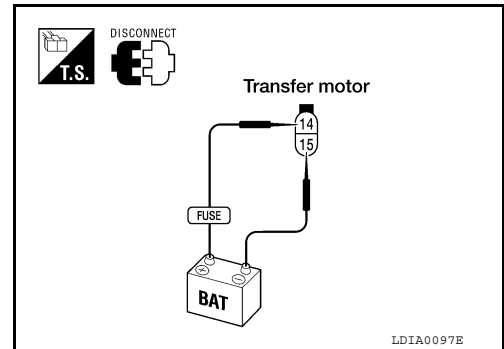 DISCONNECT
T.S.
Transfer motor
14
15
FUSE
+ −
BAT
LDIA0097E